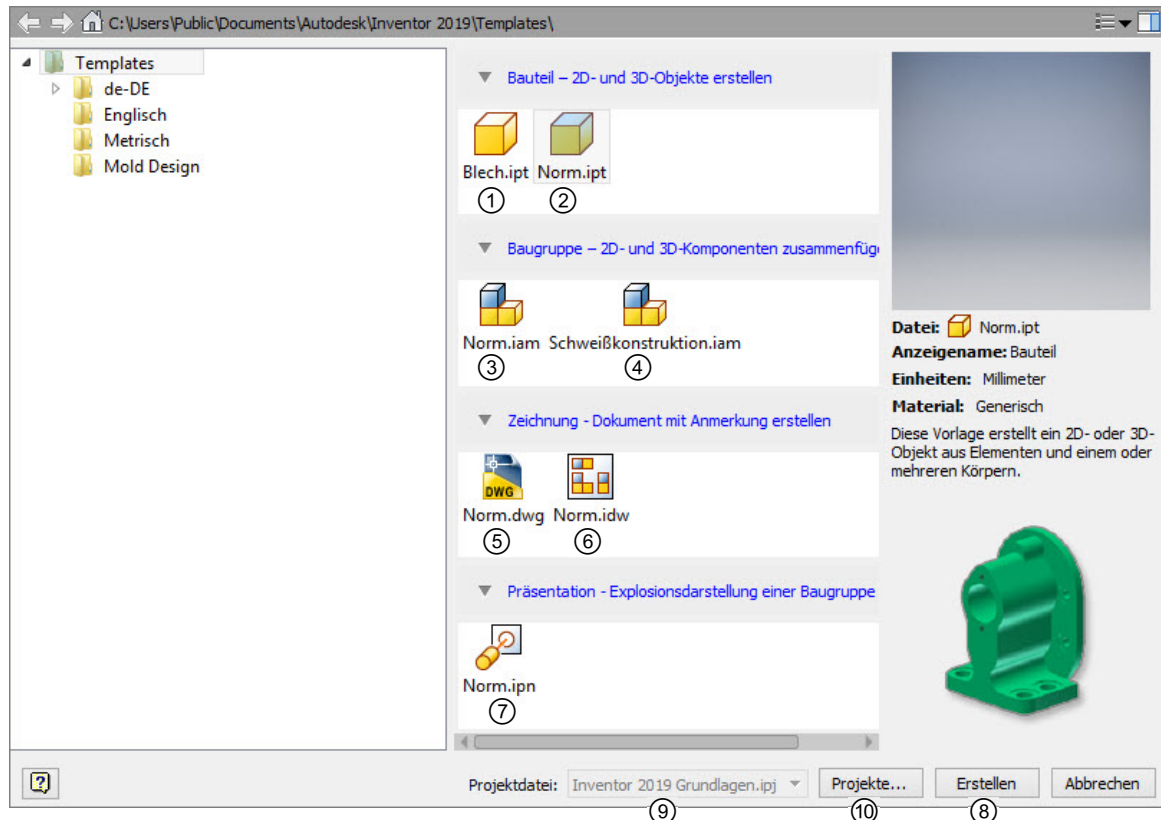 C:\Users\Public\Documents\Autodesk\Inventor 2019\Templates\
Templates
de-DE
Englisch
Metrisch
Mold Design
Bauteil – 2D- und 3D-Objekte erstellen
Blech.ipt Norm.ipt
① ②
Baugruppe – 2D- und 3D-Komponenten zusammenfüg
Norm.iam Schweißkonstruktion.iam
③ ④
Zeichnung - Dokument mit Anmerkung erstellen
DWG
Norm.dwg Norm.idw
⑤ ⑥
Präsentation - Explosionsdarstellung einer Baugruppe
Norm.ipn
⑦
Datei: Norm.ipt
Anzeigename: Bauteil
Einheiten: Millimeter
Material: Generisch
Diese Vorlage erstellt ein 2D- oder 3D-
Objekt aus Elementen und einem oder
mehreren Körpern.
?
Projektdatei: Inventor 2019 Grundlagen.ipj Projekte... Erstellen Abbrechen
⑨ ⑩ ⑧